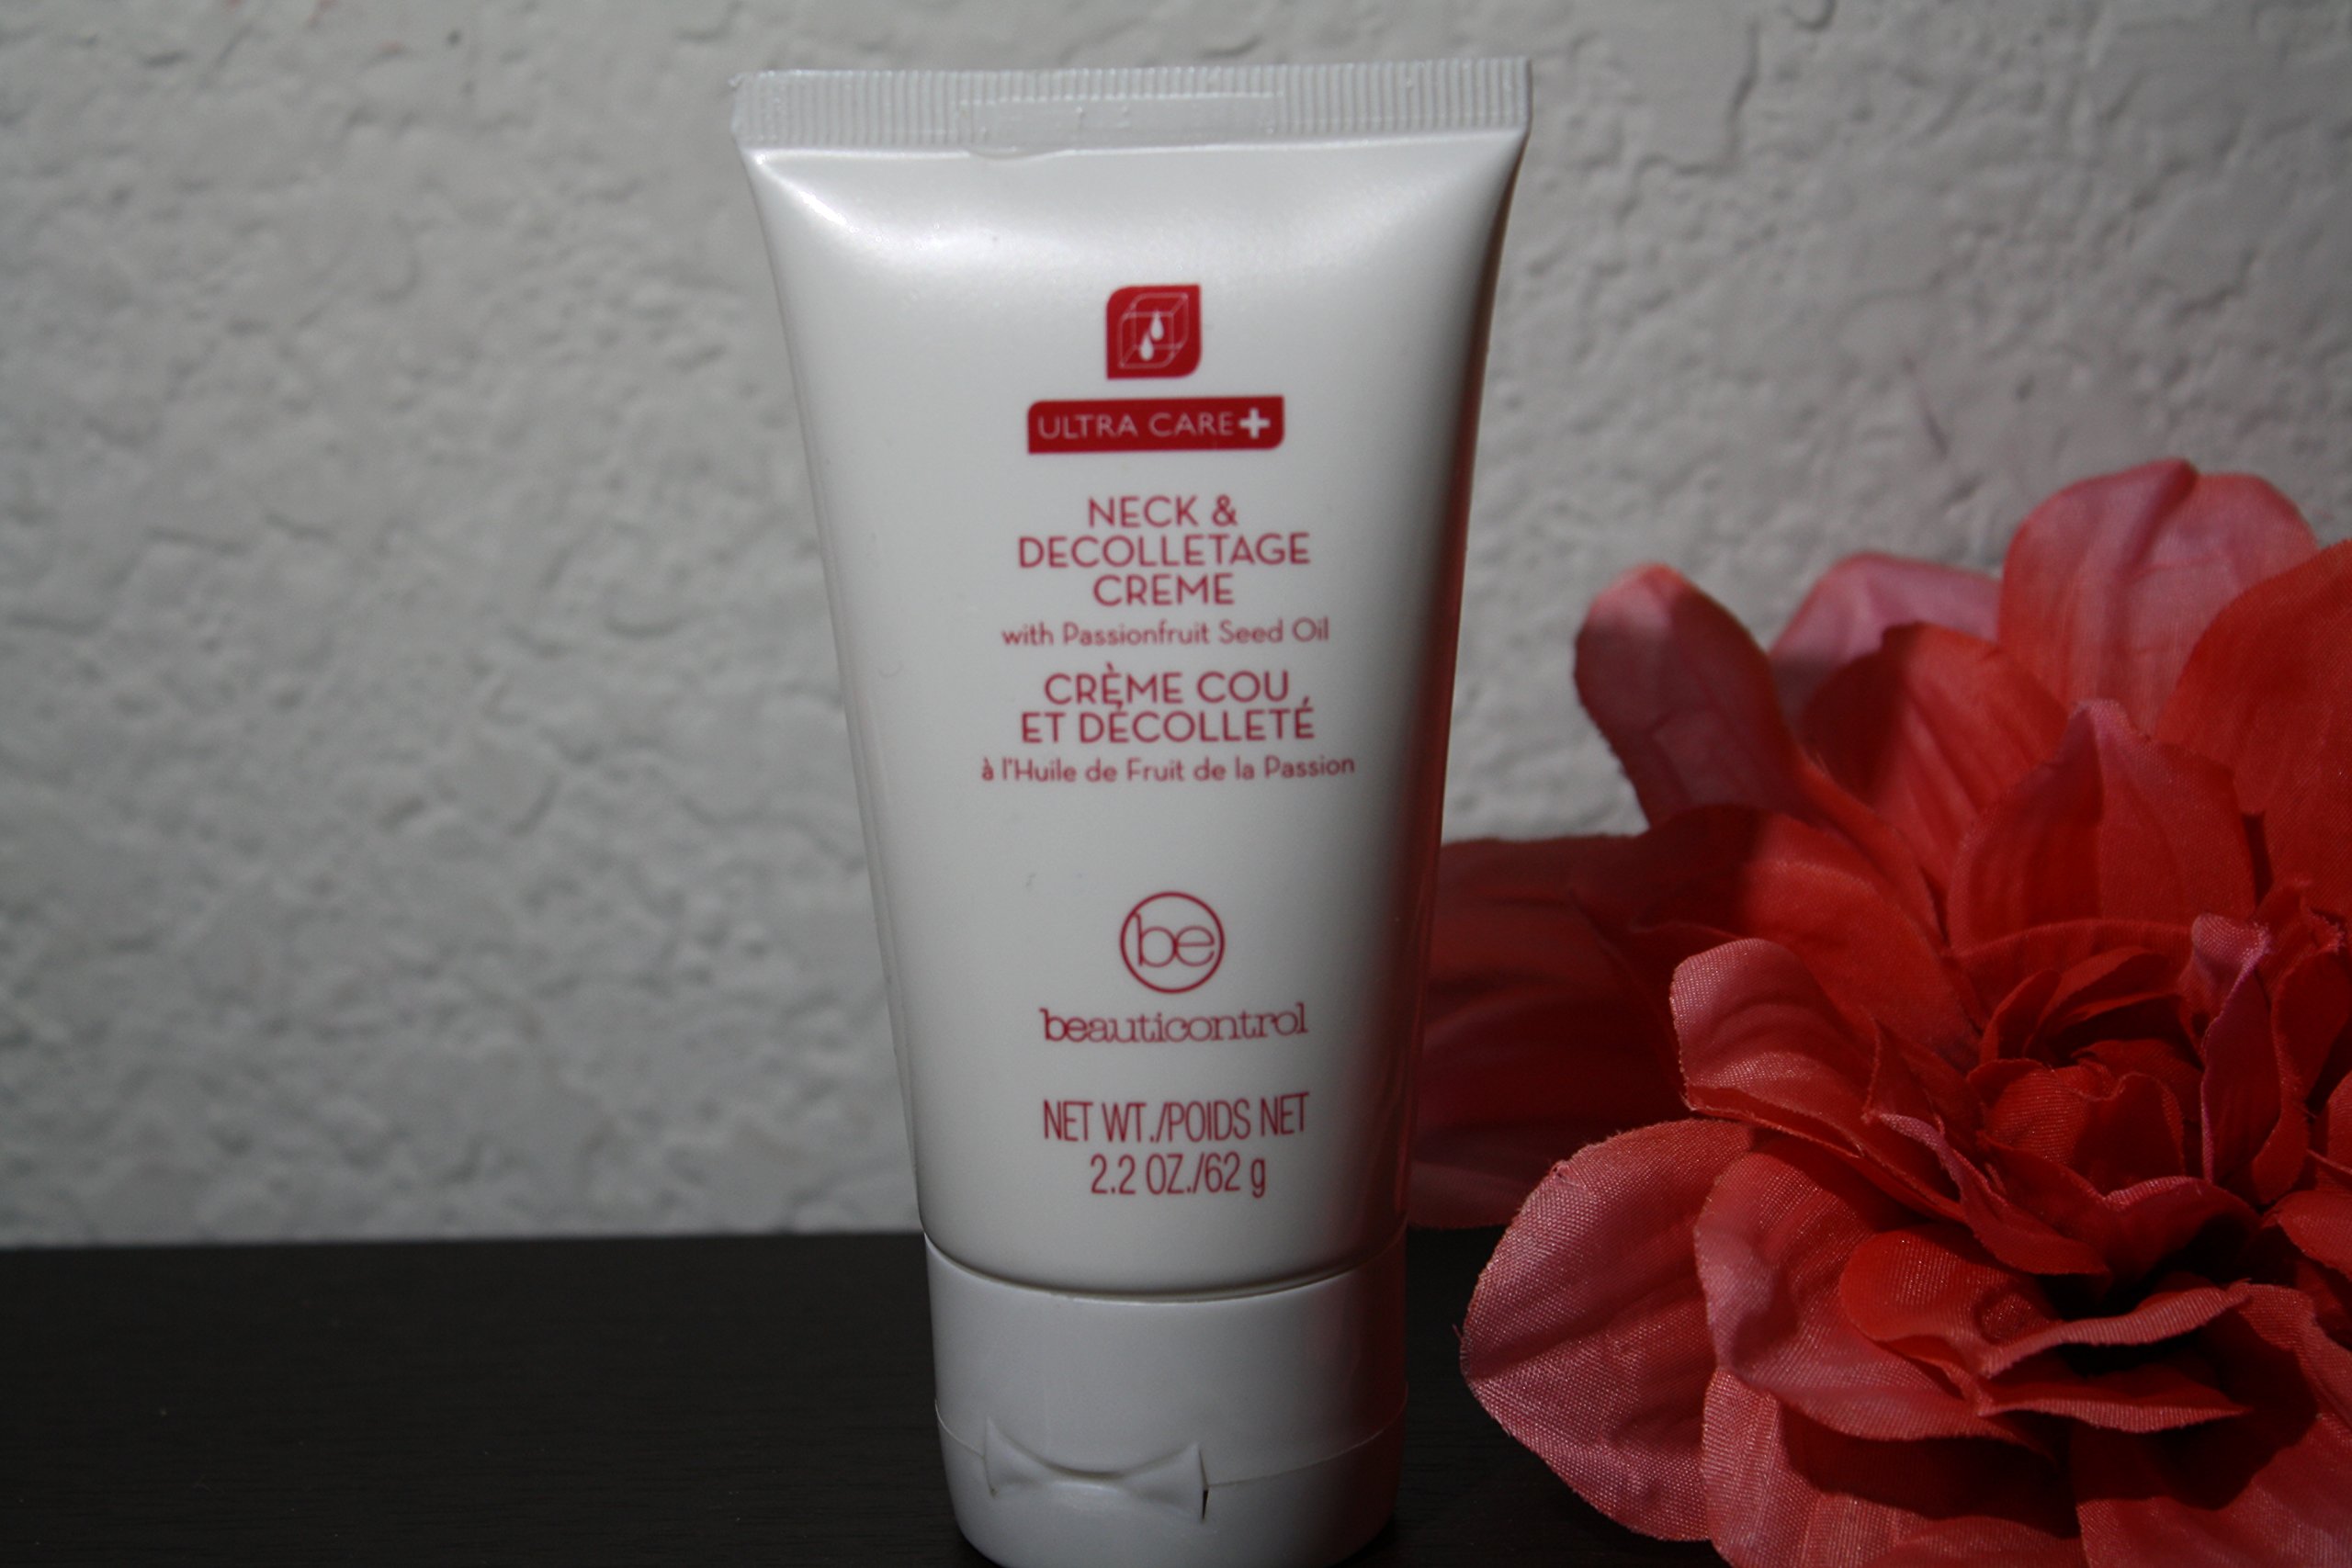 ULTRA CARE+
NECK &
DECOLLETAGE
CREME
with Passionfruit Seed Oil
CRÈME COU
ET DÉCOLLETÉ
à l'Huile de Fruit de la Passion
be
beauticontrol
NET WT./POIDS NET
2.2 OZ./62 g